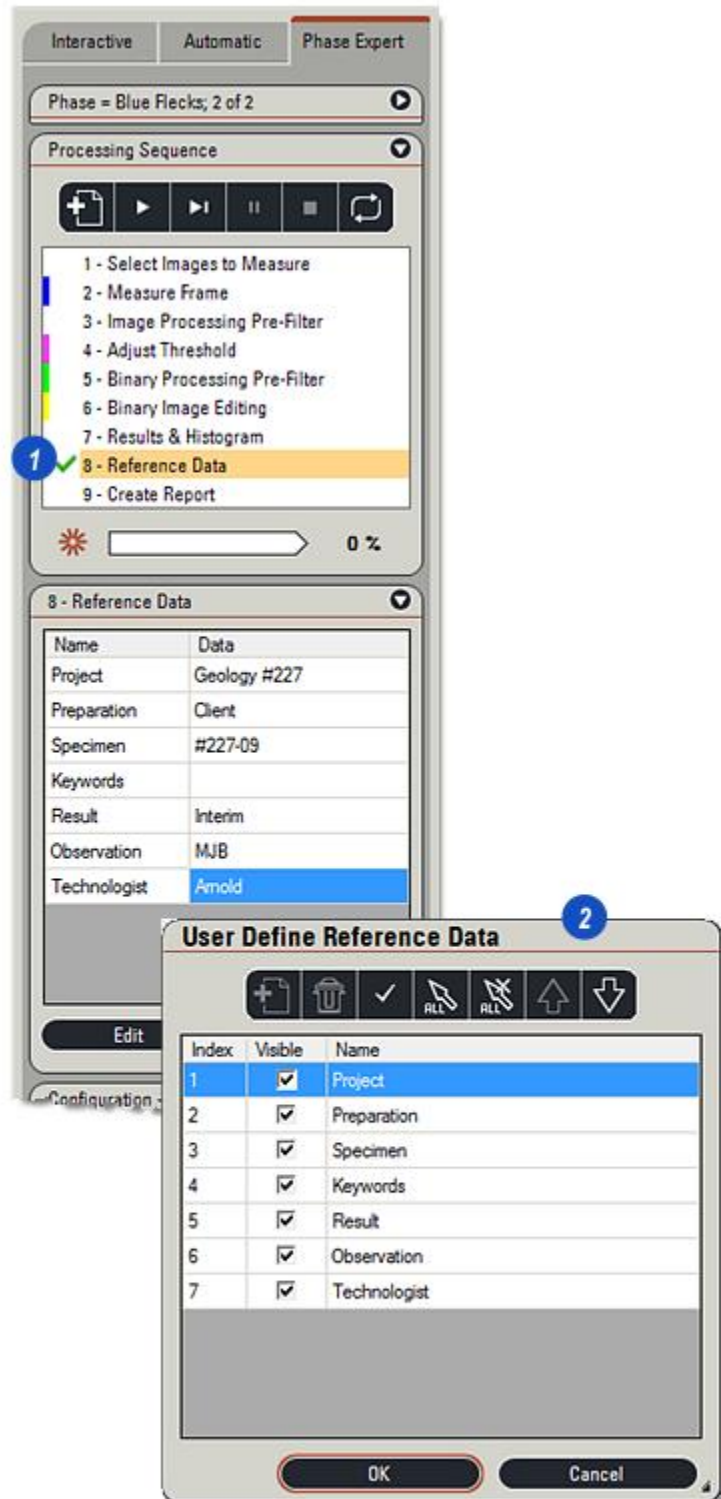 Interactive Automatic Phase Expert
Phase = Blue Flecks; 2 of 2
Processing Sequence
1 - Select Images to Measure
2 - Measure Frame
3 - Image Processing Pre-Filter
4 - Adjust Threshold
5 - Binary Processing Pre-Filter
6 - Binary Image Editing
7 - Results & Histogram
1
8 - Reference Data
9 - Create Report
0 %
8 - Reference Data
Name Data
Project Geology #227
Preparation Client
Specimen #227-09
Keywords
Result Interim
Observation MJB
Technologist Arnold
Edit
Configuration -
2
User Define Reference Data
ALL ALL
Index Visible Name
1 Project
2 Preparation
3 Specimen
4 Keywords
5 Result
6 Observation
7 Technologist
OK Cancel